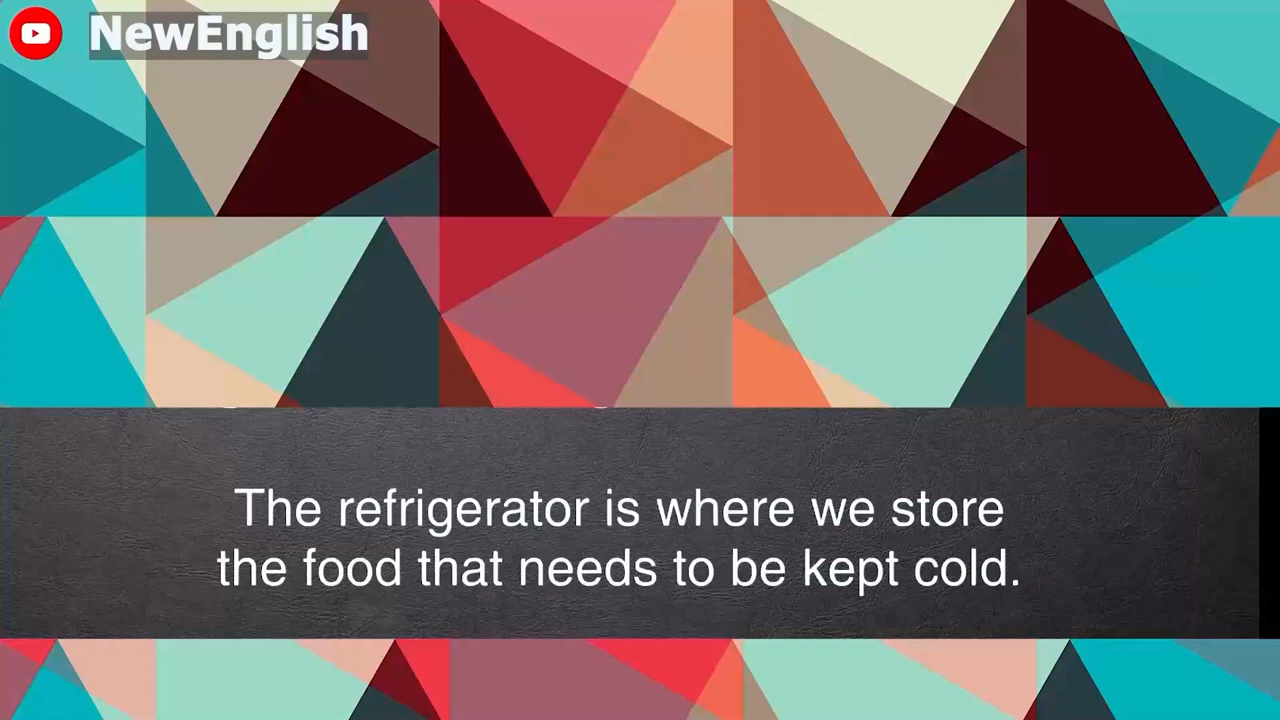 NewEnglish
The refrigerator is where we store
the food that needs to be kept cold.